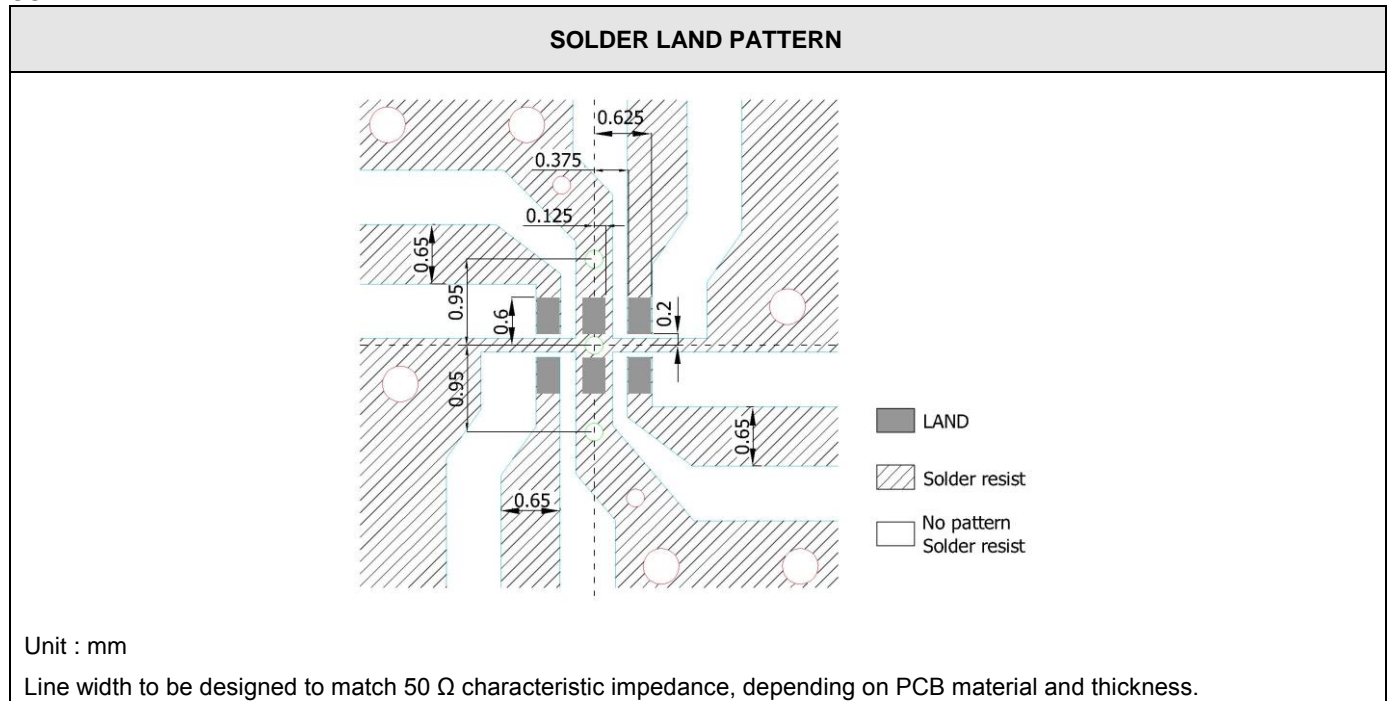 SOLDER LAND PATTERN
0.625
0.375
0.125
0.65
0.95
0.6
0.2
0.95
0.65
0.65
LAND
Solder resist
No pattern
Solder resist
Unit : mm
Line width to be designed to match 50 Ω characteristic impedance, depending on PCB material and thickness.